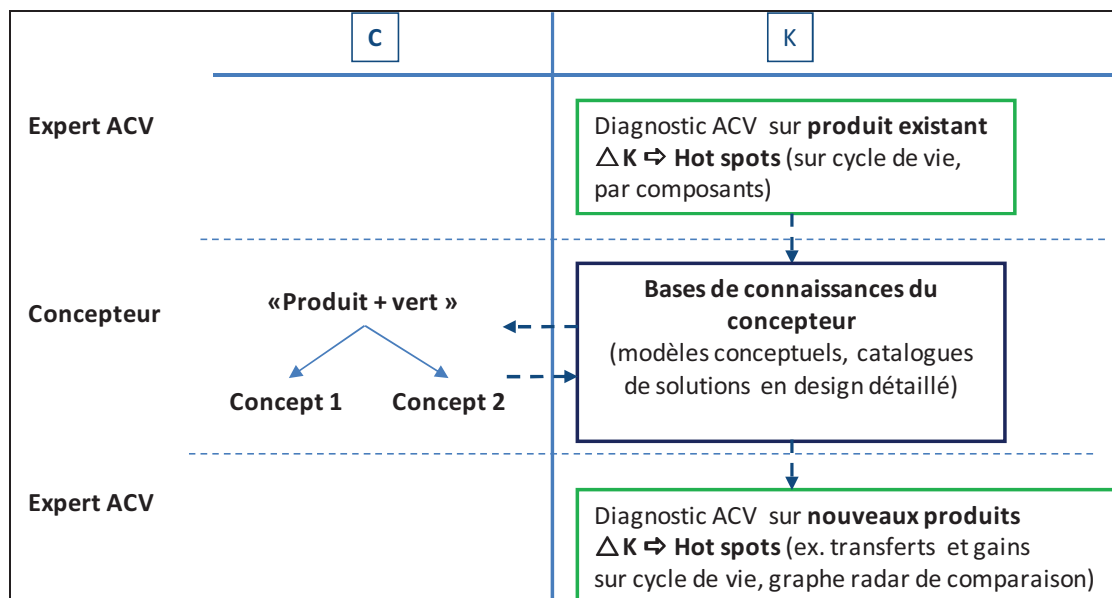 C
K
Expert ACV
Diagnostic ACV sur produit existant
△K ⇨ Hot spots (sur cycle de vie,
par composants)
Concepteur
«Produit + vert »
Concept 1
Concept 2
Bases de connaissances du
concepteur
(modèles conceptuels, catalogues
de solutions en design détaillé)
Expert ACV
Diagnostic ACV sur nouveaux produits
△K ⇨ Hot spots (ex. transferts et gains
sur cycle de vie, graphe radar de comparaison)